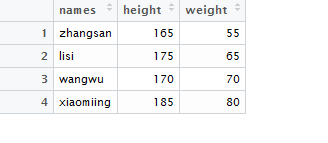 names height weight
1 zhangsan 165 55
2 lisi 175 65
3 wangwu 170 70
4 xiaomiing 185 80